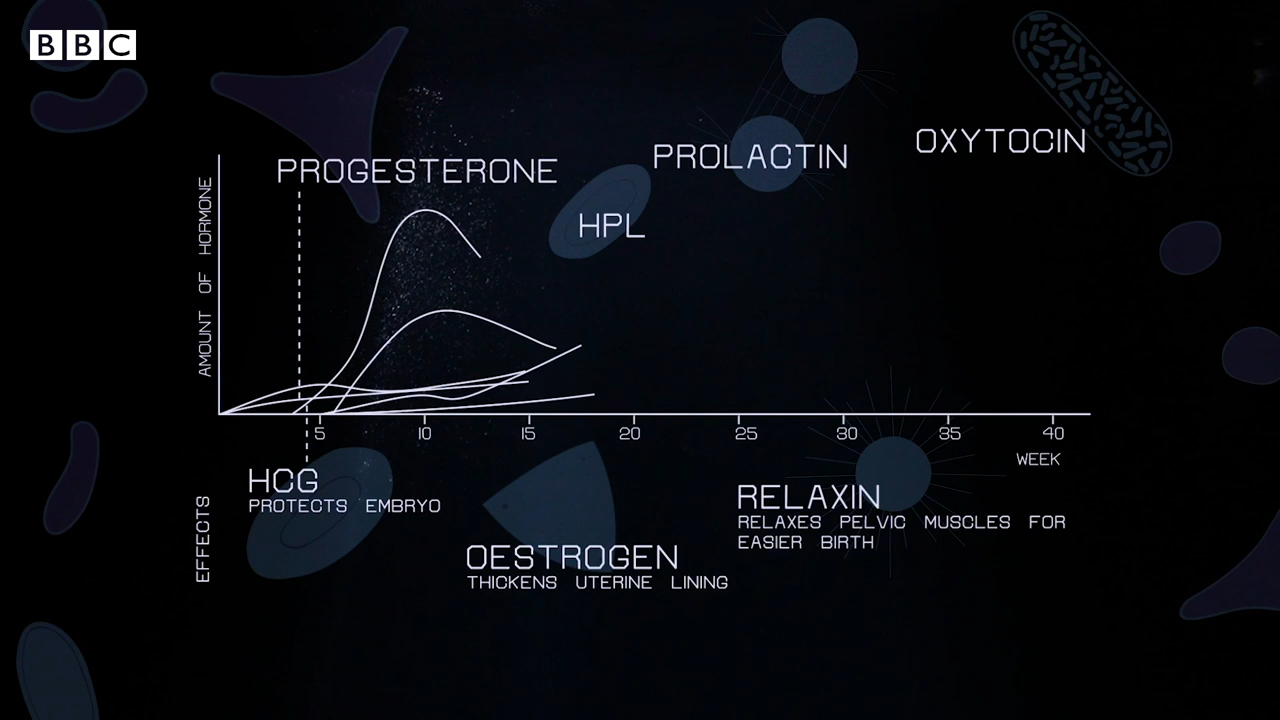 BBC
OXYTOCIN
PROLACTIN
PROGESTERONE
HPL
AMOUNT OF HORMONE
5 10 15 20 25 30 35 40
WEEK
HCG
PROTECTS EMBRYO
RELAXIN
RELAXES PELVIC MUSCLES FOR
EASIER BIRTH
EFFECTS
OESTROGEN
THICKENS UTERINE LINING